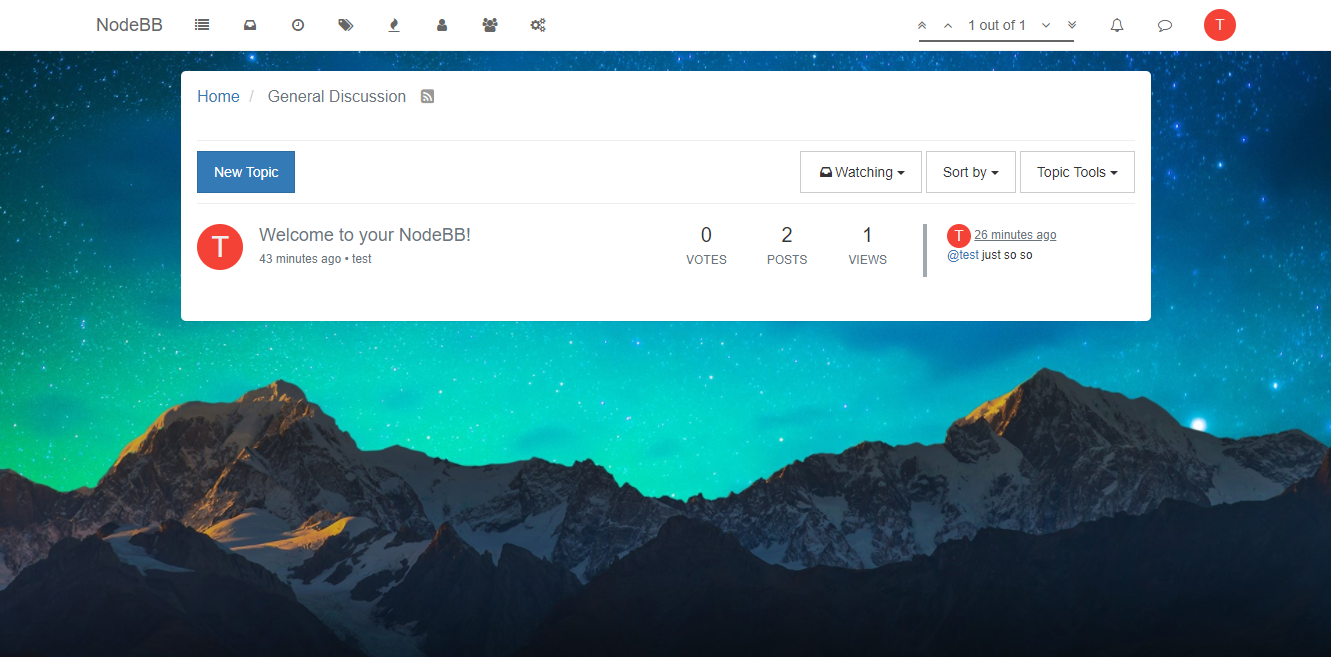 NodeBB 1 out of 1 T
Home / General Discussion
New Topic Watching Sort by Topic Tools
T Welcome to your NodeBB! 0 2 1 T 26 minutes ago
43 minutes ago • test VOTES POSTS VIEWS @test just so so